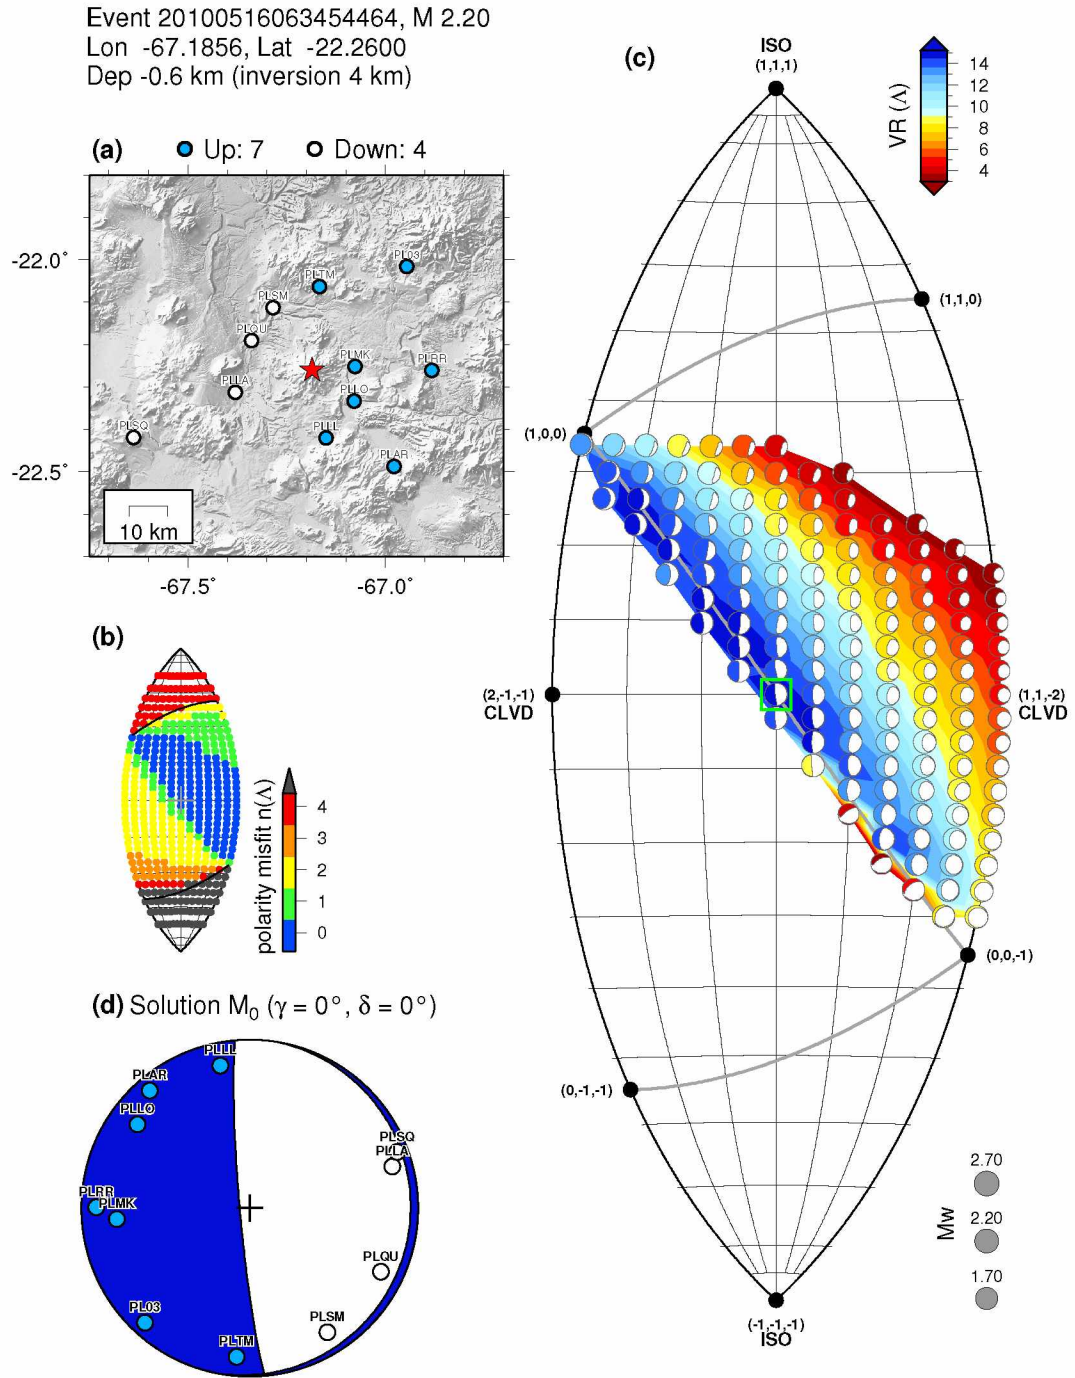 Event 20100516063454464, M 2.20
Lon -67.1856, Lat -22.2600
Dep -0.6 km (inversion 4 km)
(a) Up: 7 Down: 4
-22.0°
-22.5°
-67.5°
-67.0°
PL03
PLTM
PLSM
PLQU
PLMK
PLRR
PLLA
PLLO
PLSQ
PLLL
PLAR
10 km
(b)
polarity misfit n(Λ)
4
3
2
1
0
(c)
ISO
(1,1,1)
VR (Λ)
14
12
10
8
6
4
(1,1,0)
(1,0,0)
(2,-1,-1)
CLVD
(1,1,-2)
CLVD
(0,0,-1)
(0,-1,-1)
(-1,-1,-1)
ISO
Mw
2.70
2.20
1.70
(d) Solution M0 (γ = 0°, δ = 0°)
PLLL
PLAR
PLLO
PLSQ
PLLA
PLRR
PLMK
PLQU
PL03
PLSM
PLTM